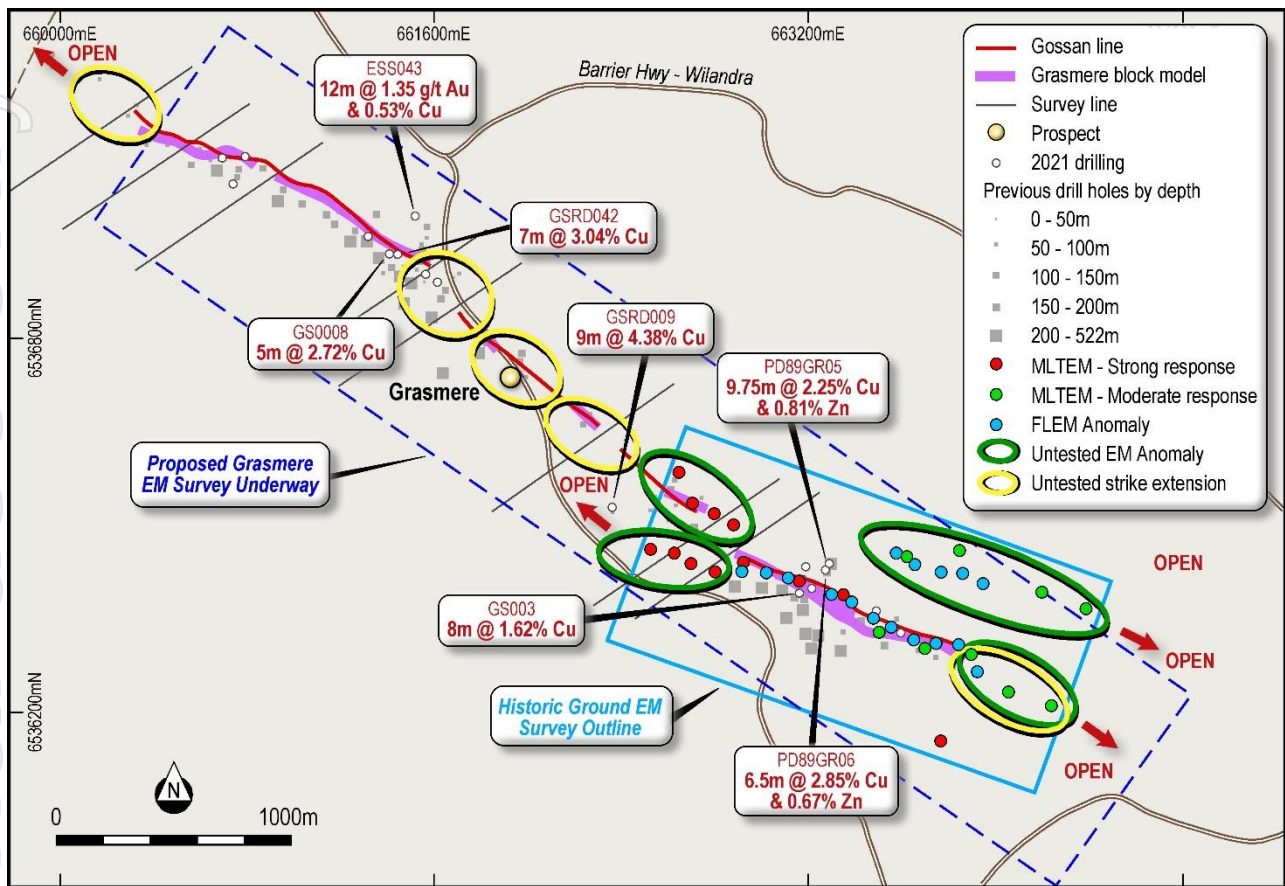 660000mE
661600mE
663200mE
OPEN
ESS043
12m @ 1.35 g/t Au
& 0.53% Cu
Barrier Hwy - Wilandra
GSRD042
7m @ 3.04% Cu
GS0008
5m @ 2.72% Cu
GSRD009
9m @ 4.38% Cu
6536800mN
Grasmere
PD89GR05
9.75m @ 2.25% Cu
& 0.81% Zn
Proposed Grasmere
EM Survey Underway
OPEN
GS003
8m @ 1.62% Cu
OPEN
OPEN
Historic Ground EM
Survey Outline
6536200mN
OPEN
PD89GR06
6.5m @ 2.85% Cu
& 0.67% Zn
N
0
1000m
Gossan line
Grasmere block model
Survey line
Prospect
2021 drilling
Previous drill holes by depth
0 - 50m
50 - 100m
100 - 150m
150 - 200m
200 - 522m
MLTEM - Strong response
MLTEM - Moderate response
FLEM Anomaly
Untested EM Anomaly
Untested strike extension